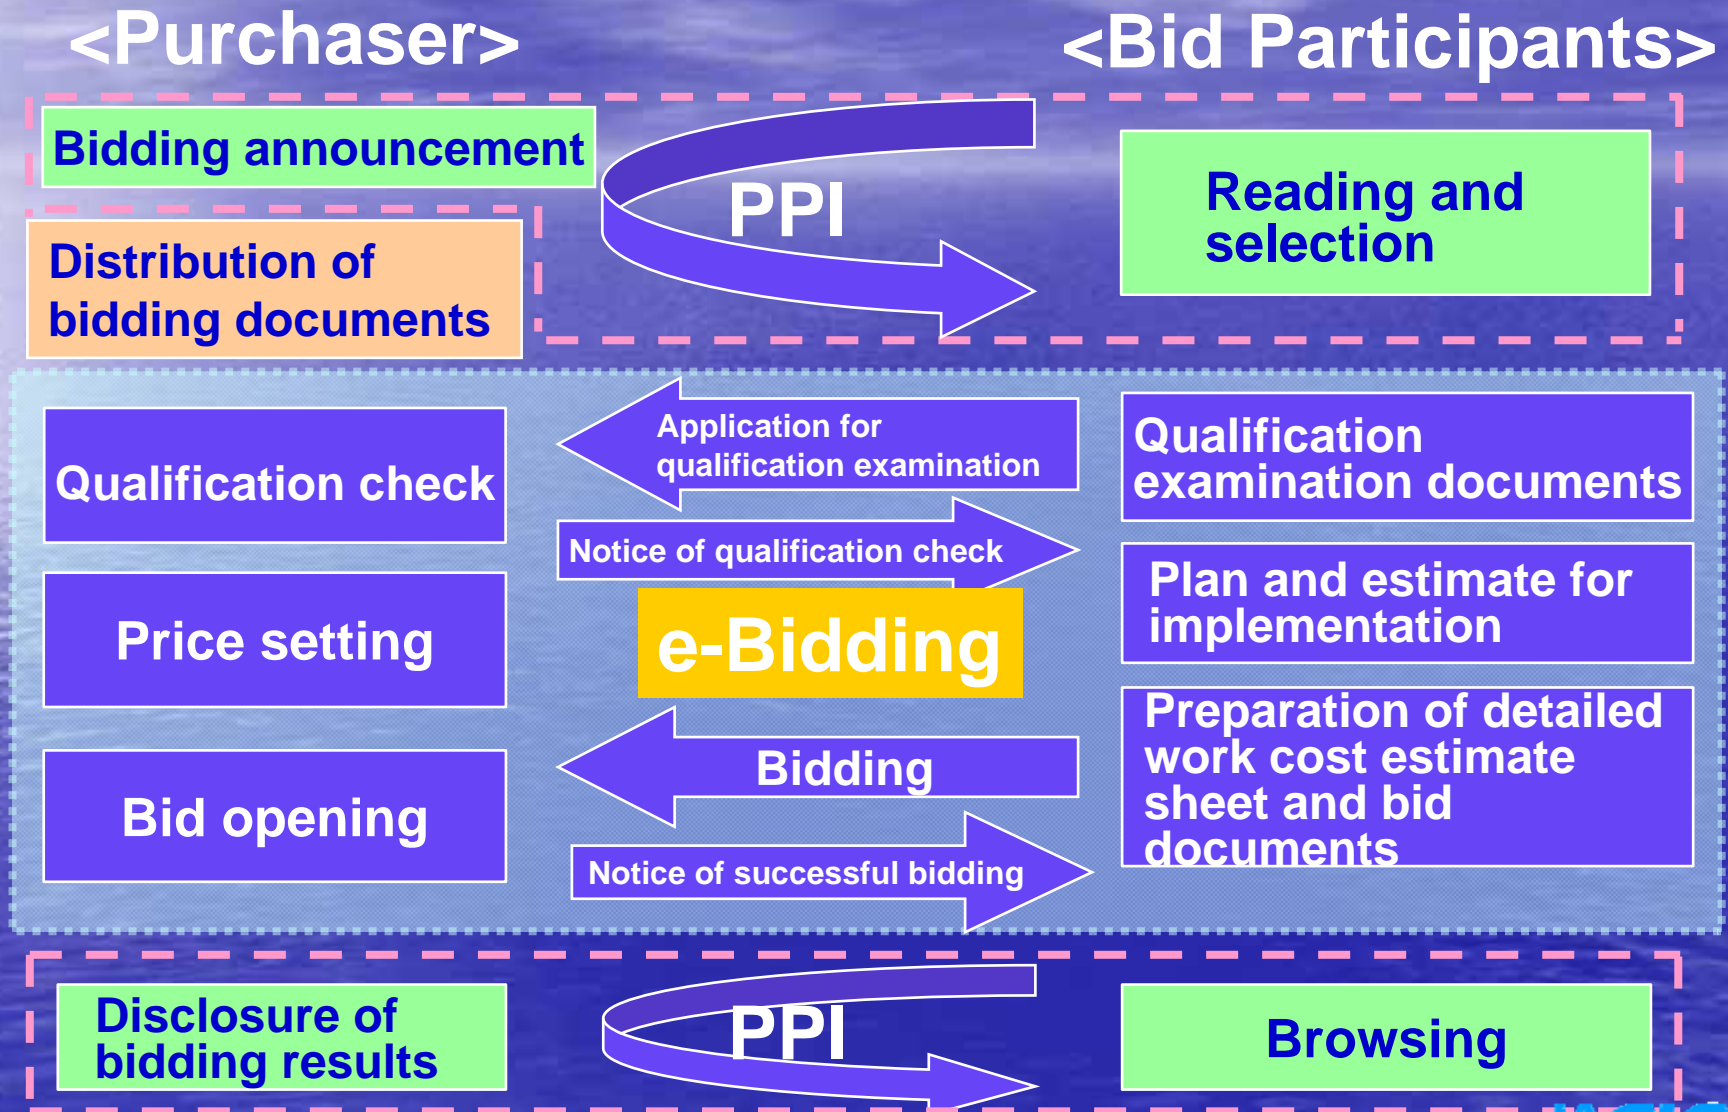 <Purchaser>
<Bid Participants>
Bidding announcement
PPI
Reading and
selection
Distribution of
bidding documents
Application for
qualification examination
Qualification check
Qualification
examination documents
Notice of qualification check
Plan and estimate for
implementation
Price setting
e-Bidding
Preparation of detailed
work cost estimate
sheet and bid
documents
Bidding
Bid opening
Notice of successful bidding
Disclosure of
bidding results
PPI
Browsing